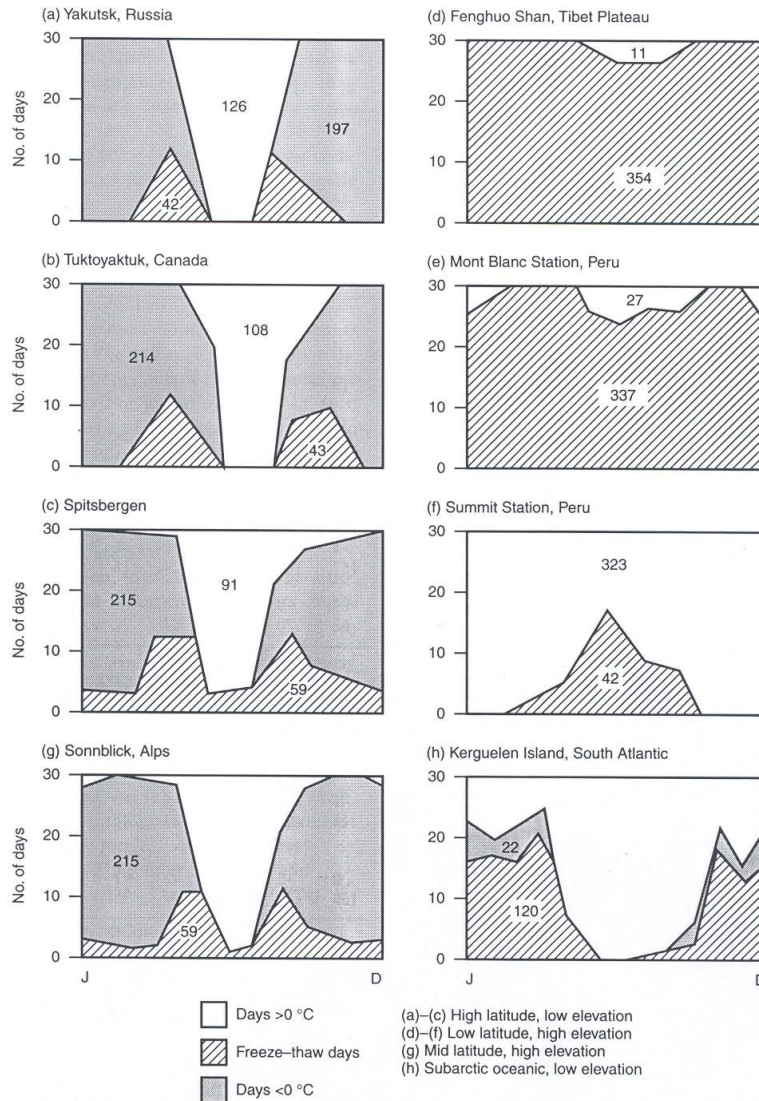 (a) Yakutsk, Russia
No. of days
30
20
10
0
126
197
42
(d) Fenghuo Shan, Tibet Plateau
30
20
10
0
11
354
(b) Tuktoyaktuk, Canada
No. of days
30
20
10
0
108
214
43
(e) Mont Blanc Station, Peru
30
20
10
0
27
337
(c) Spitsbergen
No. of days
30
20
10
0
91
215
59
(f) Summit Station, Peru
30
20
10
0
323
42
(g) Sonnblick, Alps
No. of days
30
20
10
0
215
59
J D
(h) Kerguelen Island, South Atlantic
30
20
10
0
22
120
J D
Days >0 °C
Freeze–thaw days
Days <0 °C
(a)–(c) High latitude, low elevation
(d)–(f) Low latitude, high elevation
(g) Mid latitude, high elevation
(h) Subarctic oceanic, low elevation